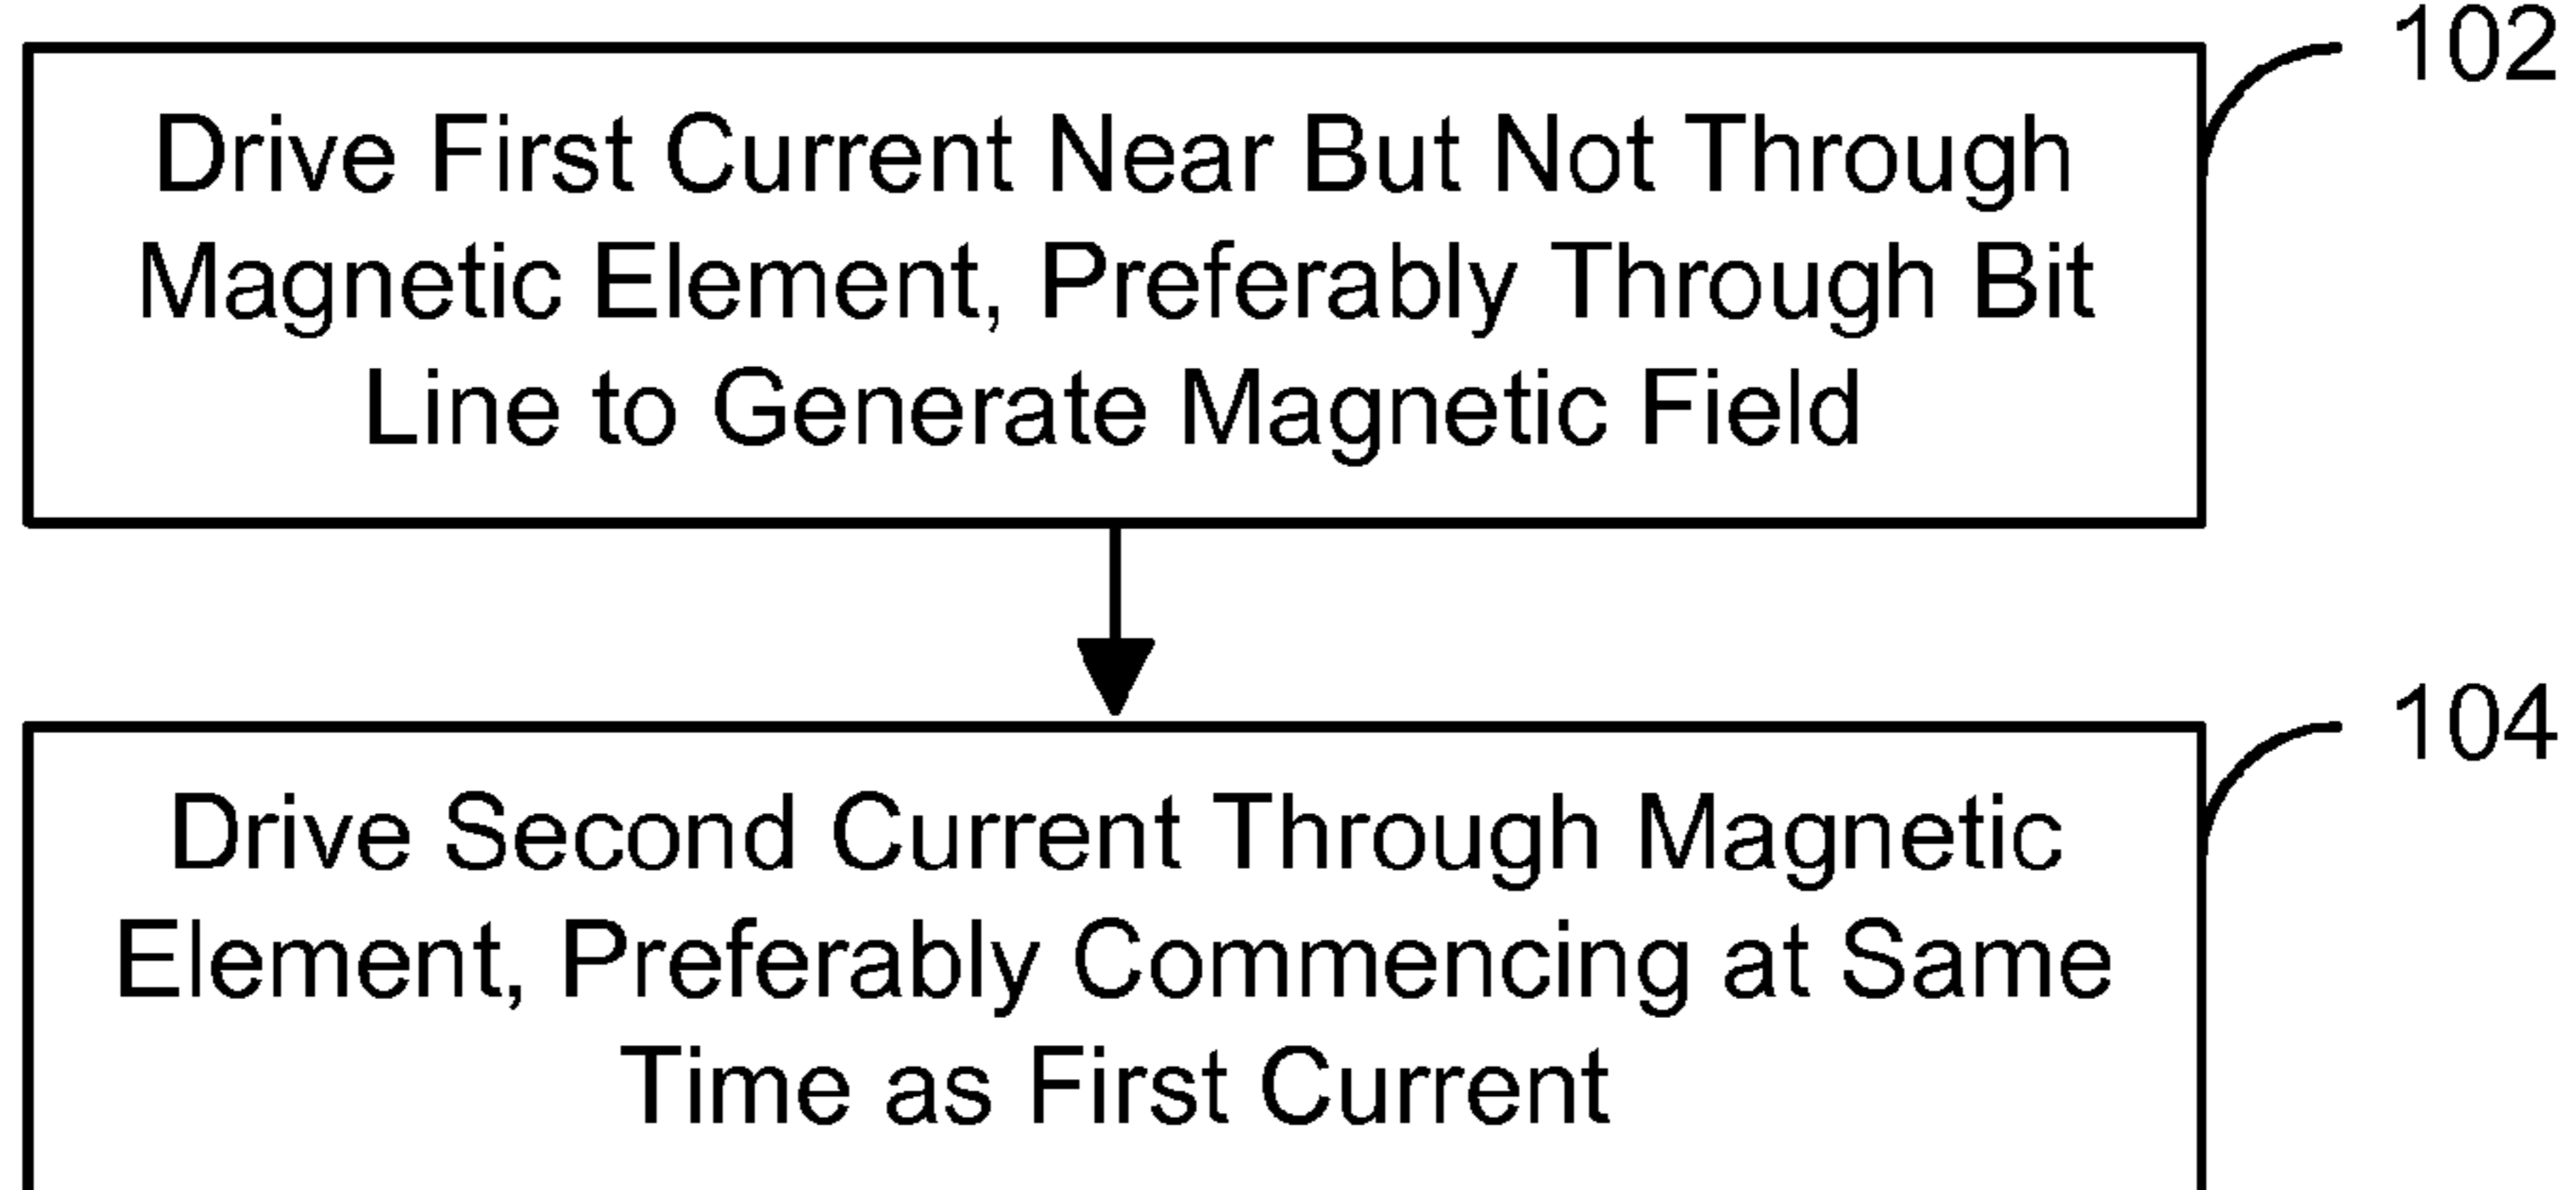 102
Drive First Current Near But Not Through
Magnetic Element, Preferably Through Bit
Line to Generate Magnetic Field
104
Drive Second Current Through Magnetic
Element, Preferably Commencing at Same
Time as First Current